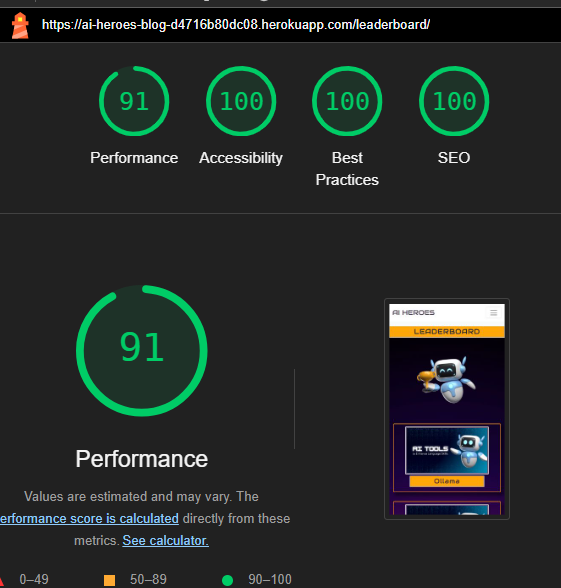 https://ai-heroes-blog-d4716b80dc08.herokuapp.com/leaderboard/
91
100
100
100
Performance
Accessibility
Best
Practices
SEO
91
Performance
Values are estimated and may vary. The
erformance score is calculated directly from these
metrics. See calculator.
0–49
50–89
90–100
AI HEROES
LEADERBOARD
AI TOOLS
Ollama